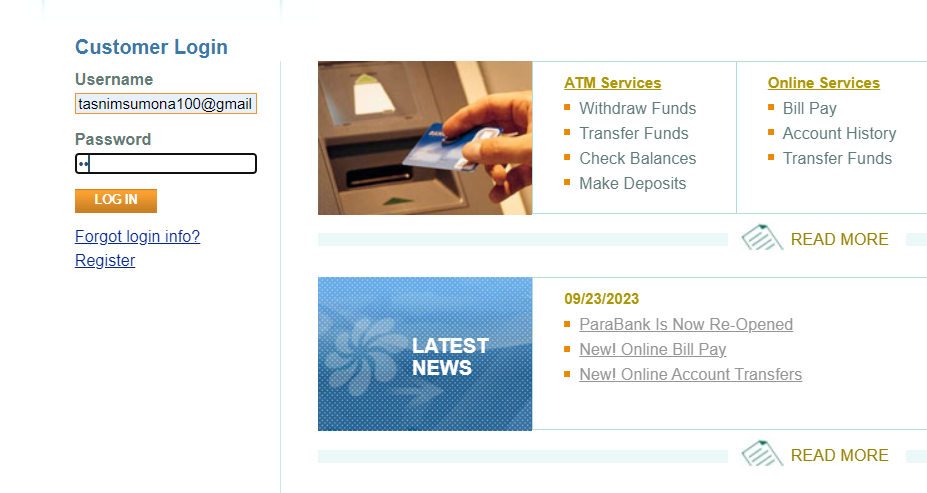 Customer Login
Username
tasnimsumona100@gmail
Password
LOG IN
Forgot login info?
Register
ATM Services
Withdraw Funds
Transfer Funds
Check Balances
Make Deposits
Online Services
Bill Pay
Account History
Transfer Funds
READ MORE
LATEST
NEWS
09/23/2023
ParaBank Is Now Re-Opened
New! Online Bill Pay
New! Online Account Transfers
READ MORE